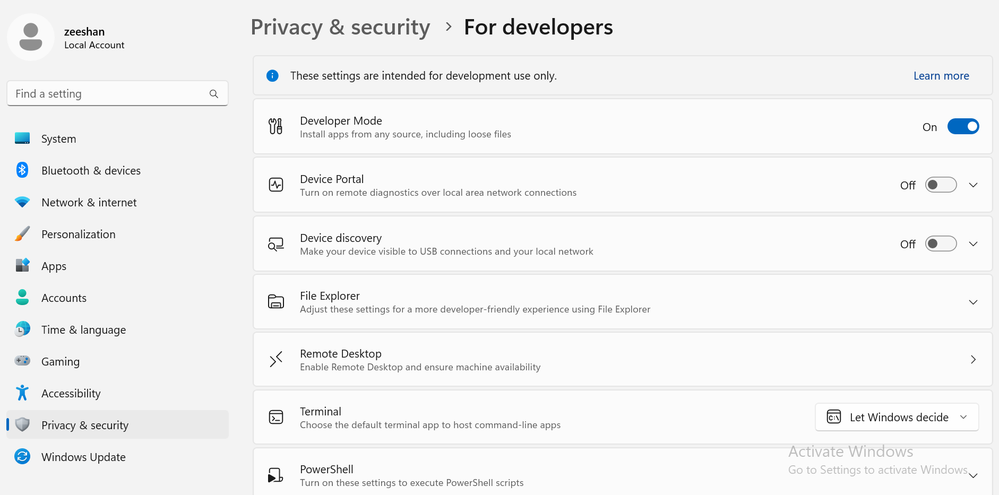 zeeshan
Local Account
Find a setting
System
Bluetooth & devices
Network & internet
Personalization
Apps
Accounts
Time & language
Gaming
Accessibility
Privacy & security
Windows Update
Privacy & security > For developers
These settings are intended for development use only. Learn more
Developer Mode
Install apps from any source, including loose files
On
Device Portal
Turn on remote diagnostics over local area network connections
Off
Device discovery
Make your device visible to USB connections and your local network
Off
File Explorer
Adjust these settings for a more developer-friendly experience using File Explorer
Remote Desktop
Enable Remote Desktop and ensure machine availability
Terminal
Choose the default terminal app to host command-line apps
C:\ Let Windows decide
PowerShell
Turn on these settings to execute PowerShell scripts
Activate Windows
Go to Settings to activate Windows.